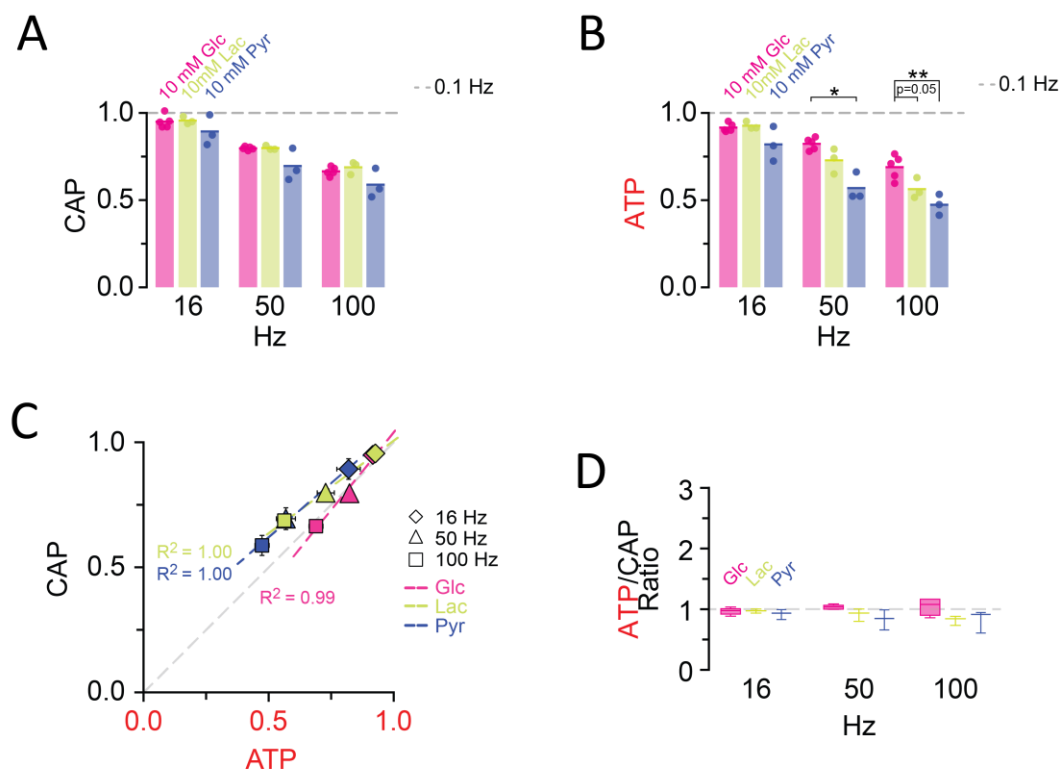 A
10 mM Glc
10mM Lac
10 mM Pyr
0.1 Hz
1.0
0.5
0.0
CAP
16 50 100
Hz
B
10 mM Glc
10mM Lac
10 mM Pyr
0.1 Hz
*
**
p=0.05
1.0
0.5
0.0
ATP
16 50 100
Hz
C
1.0
0.5
0.0
CAP
R² = 1.00
R² = 1.00
R² = 0.99
16 Hz
50 Hz
100 Hz
Glc
Lac
Pyr
0.0 0.5 1.0
ATP
D
3
2
1
0
ATP/CAP
Ratio
Glc
Lac
Pyr
16 50 100
Hz